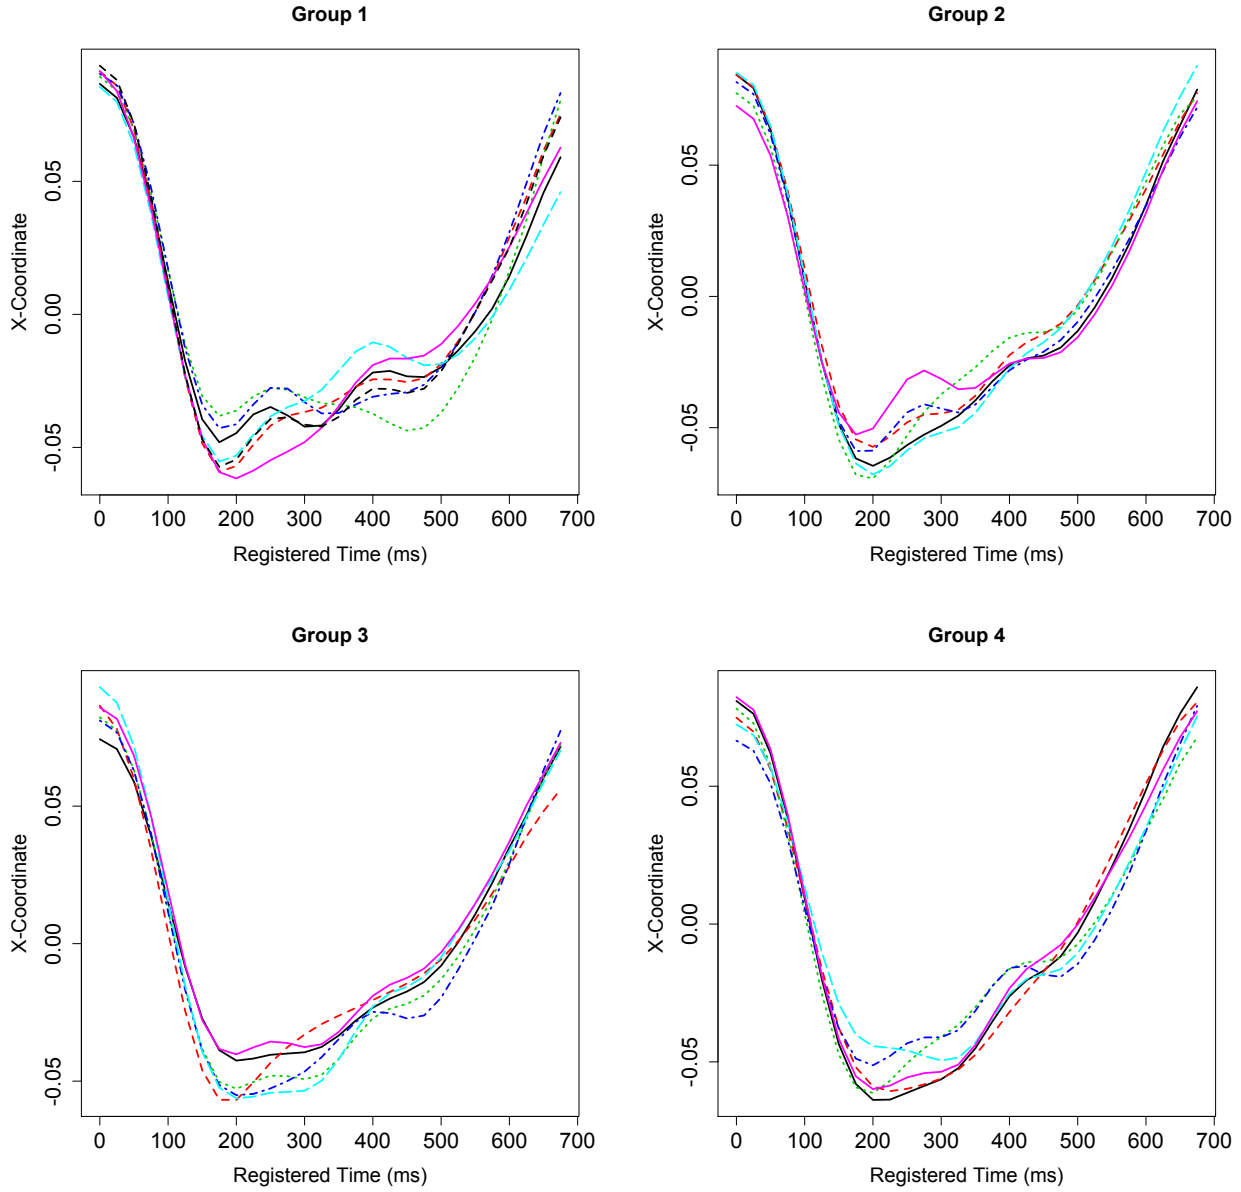 Group 1
X-Coordinate
0.05
0.00
-0.05
0 100 200 300 400 500 600 700
Registered Time (ms)
Group 2
X-Coordinate
0.05
0.00
-0.05
0 100 200 300 400 500 600 700
Registered Time (ms)
Group 3
X-Coordinate
0.05
0.00
-0.05
0 100 200 300 400 500 600 700
Registered Time (ms)
Group 4
X-Coordinate
0.05
0.00
-0.05
0 100 200 300 400 500 600 700
Registered Time (ms)